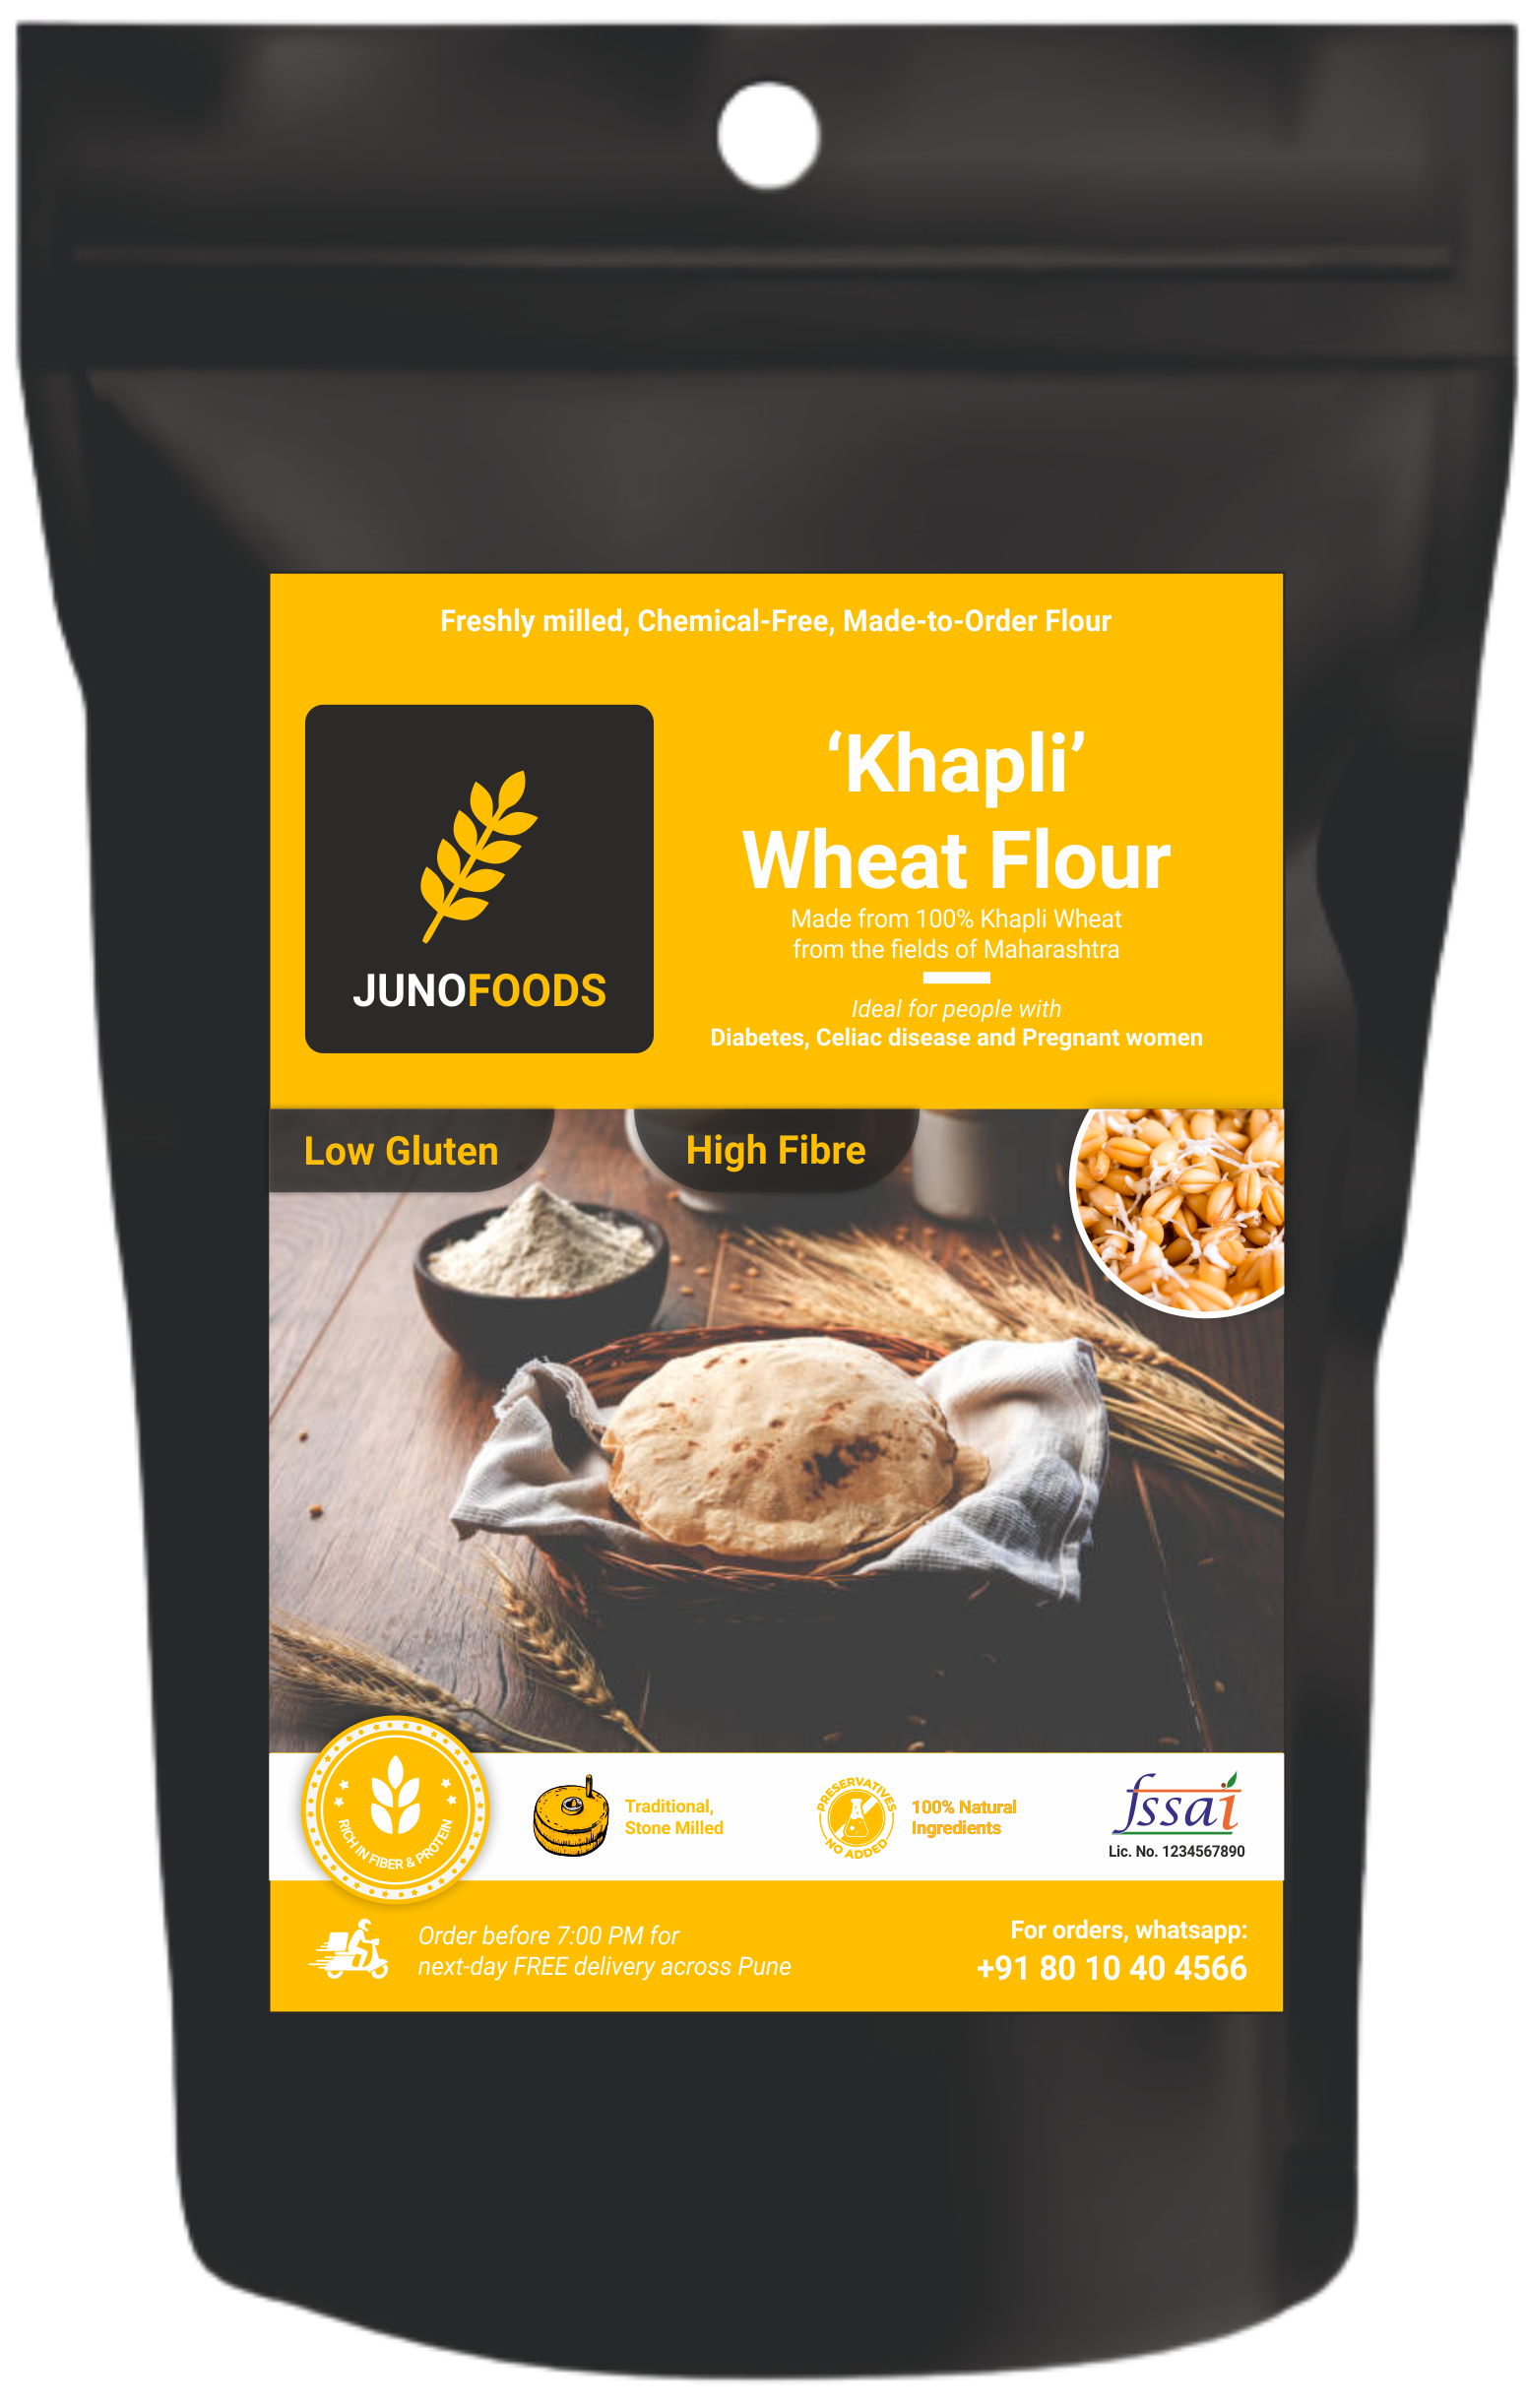 Freshly milled, Chemical-Free, Made-to-Order Flour
JUNOFOODS
‘Khapli’
Wheat Flour
Made from 100% Khapli Wheat
from the fields of Maharashtra
Ideal for people with
Diabetes, Celiac disease and Pregnant women
Low Gluten
High Fibre
RICH IN FIBER & PROTEIN
Traditional,
Stone Milled
PRESERVATIVES
NO ADDED
100% Natural
Ingredients
fssai
Lic. No. 1234567890
Order before 7:00 PM for
next-day FREE delivery across Pune
For orders, whatsapp:
+91 80 10 40 4566